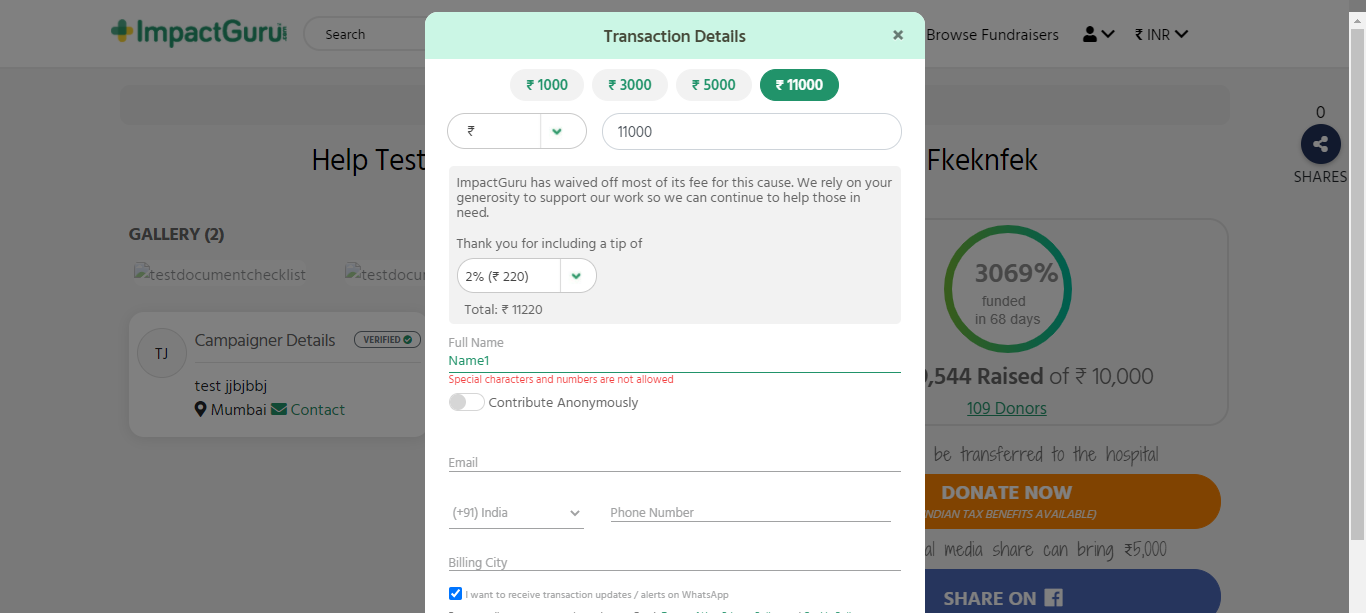 ImpactGuru
Search
Browse Fundraisers
₹ INR
Transaction Details
×
₹ 1000
₹ 3000
₹ 5000
₹ 11000
₹
11000
0
SHARES
Help Test
Fkeknfek
ImpactGuru has waived off most of its fee for this cause. We rely on your
generosity to support our work so we can continue to help those in
need.
Thank you for including a tip of
2% (₹ 220)
Total: ₹ 11220
GALLERY (2)
testdocumentchecklist
testdocu
TJ
Campaigner Details
VERIFIED
test jjbjbbj
Mumbai
Contact
Full Name
Name1
Special characters and numbers are not allowed
Contribute Anonymously
Email
(+91) India
Phone Number
Billing City
I want to receive transaction updates / alerts on WhatsApp
3069%
funded
in 68 days
,544 Raised of ₹ 10,000
109 Donors
be transferred to the hospital
DONATE NOW
INDIAN TAX BENEFITS AVAILABLE)
al media share can bring ₹5,000
SHARE ON